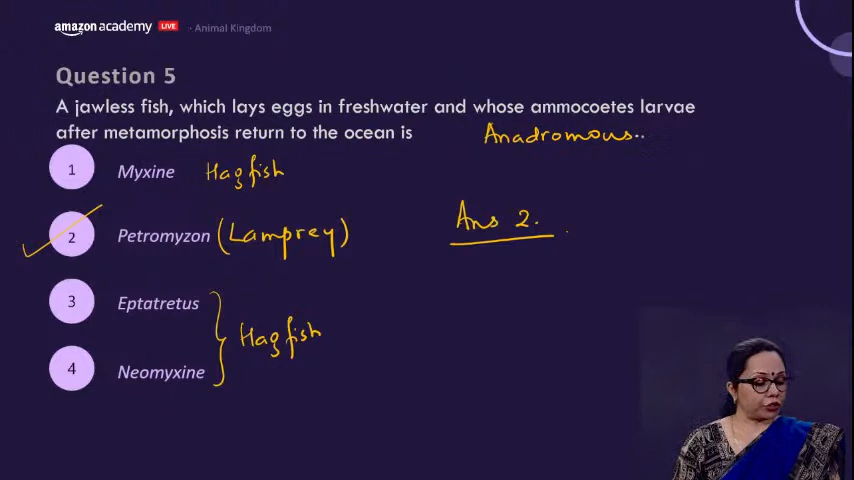 amazon academy LIVE - Animal Kingdom
Question 5
A jawless fish, which lays eggs in freshwater and whose ammocoetes larvae
after metamorphosis return to the ocean is Anadromous..
1 Myxine Hagfish
2 Petromyzon (Lamprey) Ans 2.
3 Eptatretus
Hagfish
4 Neomyxine